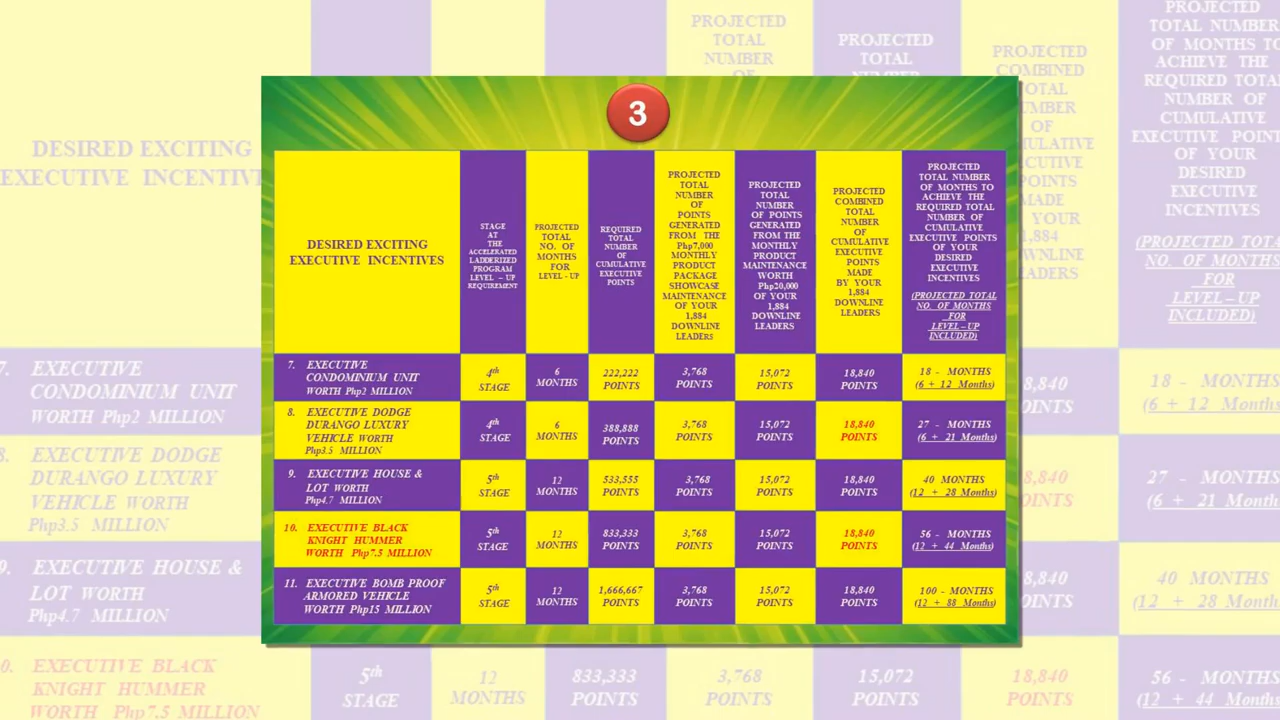 3
DESIRED EXCITING
EXECUTIVE INCENTIVES
STAGE
AT
THE
ACCELERATED
LADDERIZED
PROGRAM
LEVEL – UP
REQUIREMENT
PROJECTED
TOTAL
NO. OF
MONTHS
FOR
LEVEL - UP
REQUIRED
TOTAL
NUMBER
OF
CUMULATIVE
EXECUTIVE
POINTS
PROJECTED
TOTAL
NUMBER
OF
POINTS
GENERATED
FROM THE
Php7,000
MONTHLY
PRODUCT
PACKAGE
SHOWCASE
MAINTENANCE
OF YOUR
1,884
DOWNLINE
LEADERS
PROJECTED
TOTAL
NUMBER
OF POINTS
GENERATED
FROM THE
MONTHLY
PRODUCT
MAINTENANCE
WORTH
Php20,000
OF YOUR
1,884
DOWNLINE
LEADERS
PROJECTED
COMBINED
TOTAL
NUMBER
OF
CUMULATIVE
EXECUTIVE
POINTS
MADE
BY YOUR
1,884
DOWNLINE
LEADERS
PROJECTED
TOTAL NUMBER
OF MONTHS TO
ACHIEVE THE
REQUIRED TOTAL
NUMBER OF
CUMULATIVE
EXECUTIVE POINTS
OF YOUR
DESIRED
EXECUTIVE
INCENTIVES
(PROJECTED TOTAL
NO. OF MONTHS
FOR
LEVEL – UP
INCLUDED)
7. EXECUTIVE
CONDOMINIUM UNIT
WORTH Php2 MILLION
4th
STAGE
6
MONTHS
222,222
POINTS
3,768
POINTS
15,072
POINTS
18,840
POINTS
18 - MONTHS
(6 + 12 Months)
8. EXECUTIVE DODGE
DURANGO LUXURY
VEHICLE WORTH
Php3.5 MILLION
4th
STAGE
6
MONTHS
388,888
POINTS
3,768
POINTS
15,072
POINTS
18,840
POINTS
27 - MONTHS
(6 + 21 Months)
9. EXECUTIVE HOUSE &
LOT WORTH
Php4.7 MILLION
5th
STAGE
12
MONTHS
533,555
POINTS
3,768
POINTS
15,072
POINTS
18,840
POINTS
40 MONTHS
(12 + 28 Months)
10. EXECUTIVE BLACK
KNIGHT HUMMER
WORTH Php7.5 MILLION
5th
STAGE
12
MONTHS
833,333
POINTS
3,768
POINTS
15,072
POINTS
18,840
POINTS
56 - MONTHS
(12 + 44 Months)
11. EXECUTIVE BOMB PROOF
ARMORED VEHICLE
WORTH Php15 MILLION
5th
STAGE
12
MONTHS
1,666,667
POINTS
3,768
POINTS
15,072
POINTS
18,840
POINTS
100 - MONTHS
(12 + 88 Months)